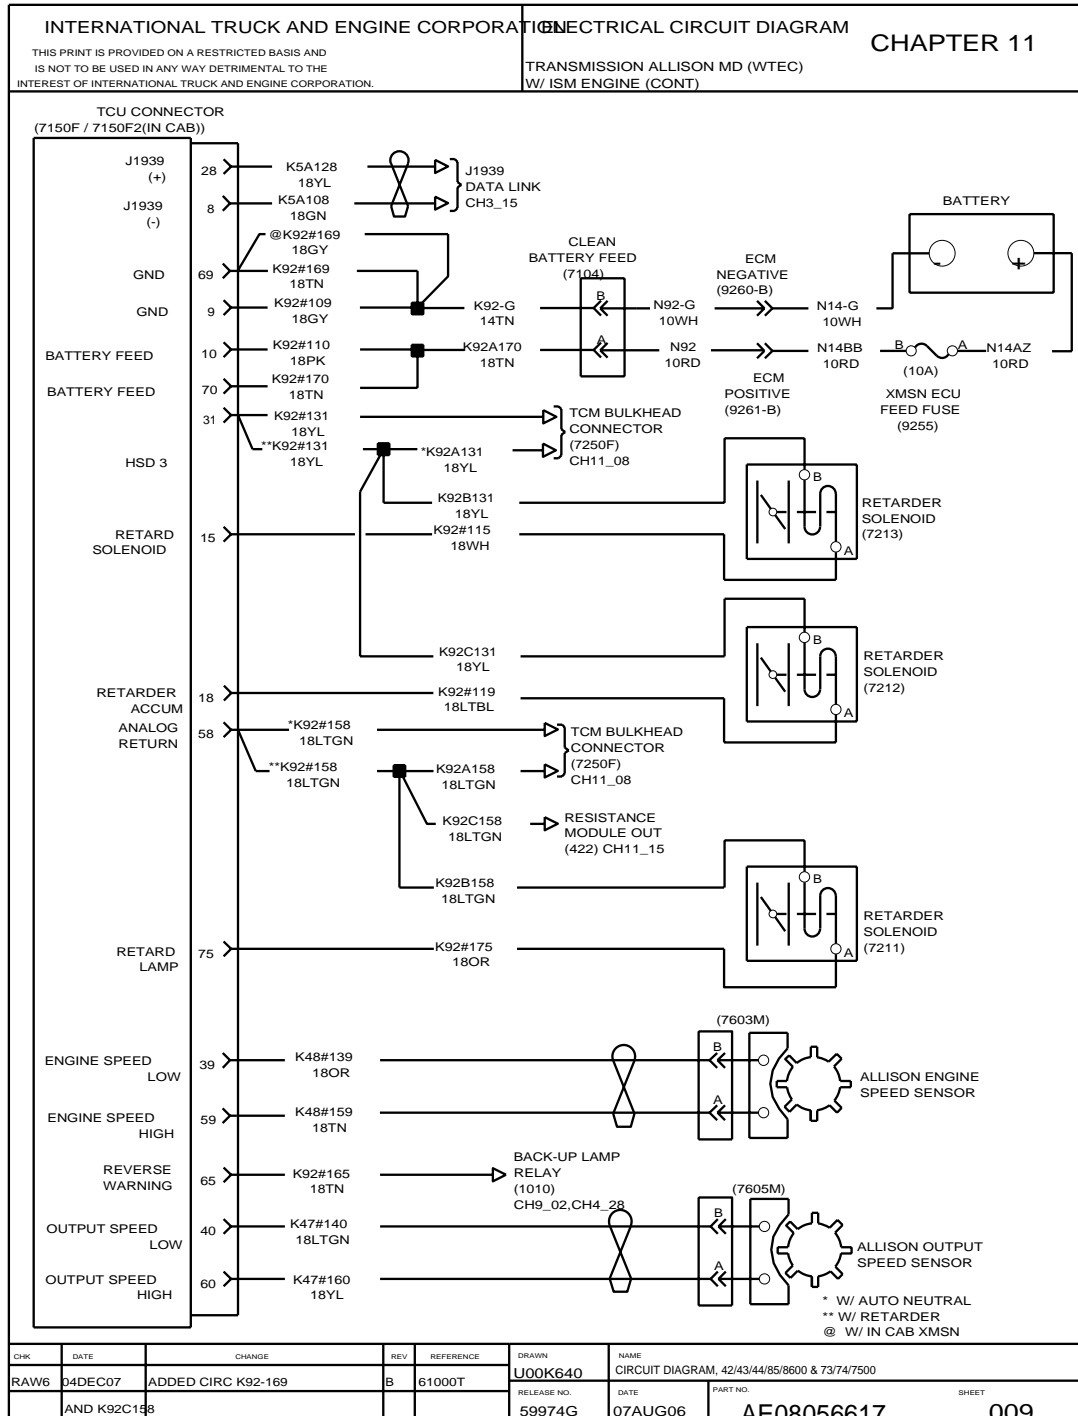 INTERNATIONAL TRUCK AND ENGINE CORPORATION
THIS PRINT IS PROVIDED ON A RESTRICTED BASIS AND
IS NOT TO BE USED IN ANY WAY DETRIMENTAL TO THE
INTEREST OF INTERNATIONAL TRUCK AND ENGINE CORPORATION.
ELECTRICAL CIRCUIT DIAGRAM
TRANSMISSION ALLISON MD (WTEC)
W/ ISM ENGINE (CONT)
CHAPTER 11
TCU CONNECTOR
(7150F / 7150F2(IN CAB))
J1939
(+)
28
K5A128
18YL
J1939
(-)
8
K5A108
18GN
J1939
DATA LINK
CH3_15
@K92#169
18GY
GND
69
K92#169
18TN
GND
9
K92#109
18GY
K92-G
14TN
CLEAN
BATTERY FEED
(7104)
B
A
N92-G
10WH
ECM
NEGATIVE
(9260-B)
N14-G
10WH
BATTERY
-
+
BATTERY FEED
10
K92#110
18PK
K92A170
18TN
N92
10RD
ECM
POSITIVE
(9261-B)
N14BB
10RD
B
A
(10A)
XMSN ECU
FEED FUSE
(9255)
N14AZ
10RD
BATTERY FEED
70
K92#170
18TN
31
K92#131
18YL
**K92#131
18YL
HSD 3
*K92A131
18YL
TCM BULKHEAD
CONNECTOR
(7250F)
CH11_08
K92B131
18YL
RETARD
SOLENOID
15
K92#115
18WH
B
A
RETARDER
SOLENOID
(7213)
K92C131
18YL
RETARDER
ACCUM
18
K92#119
18LTBL
B
A
RETARDER
SOLENOID
(7212)
ANALOG
RETURN
58
*K92#158
18LTGN
**K92#158
18LTGN
K92A158
18LTGN
TCM BULKHEAD
CONNECTOR
(7250F)
CH11_08
K92C158
18LTGN
RESISTANCE
MODULE OUT
(422) CH11_15
K92B158
18LTGN
RETARD
LAMP
75
K92#175
18OR
B
A
RETARDER
SOLENOID
(7211)
ENGINE SPEED
LOW
39
K48#139
18OR
ENGINE SPEED
HIGH
59
K48#159
18TN
(7603M)
B
A
ALLISON ENGINE
SPEED SENSOR
REVERSE
WARNING
65
K92#165
18TN
BACK-UP LAMP
RELAY
(1010)
CH9_02,CH4_28
OUTPUT SPEED
LOW
40
K47#140
18LTGN
OUTPUT SPEED
HIGH
60
K47#160
18YL
(7605M)
B
A
ALLISON OUTPUT
SPEED SENSOR
* W/ AUTO NEUTRAL
** W/ RETARDER
@ W/ IN CAB XMSN
CHK DATE CHANGE REV REFERENCE
RAW6 04DEC07 ADDED CIRC K92-169 B 61000T
AND K92C158
DRAWN
U00K640
NAME
CIRCUIT DIAGRAM, 42/43/44/85/8600 & 73/74/7500
RELEASE NO.
59974G
DATE
07AUG06
PART NO.
AE08056617
SHEET
009